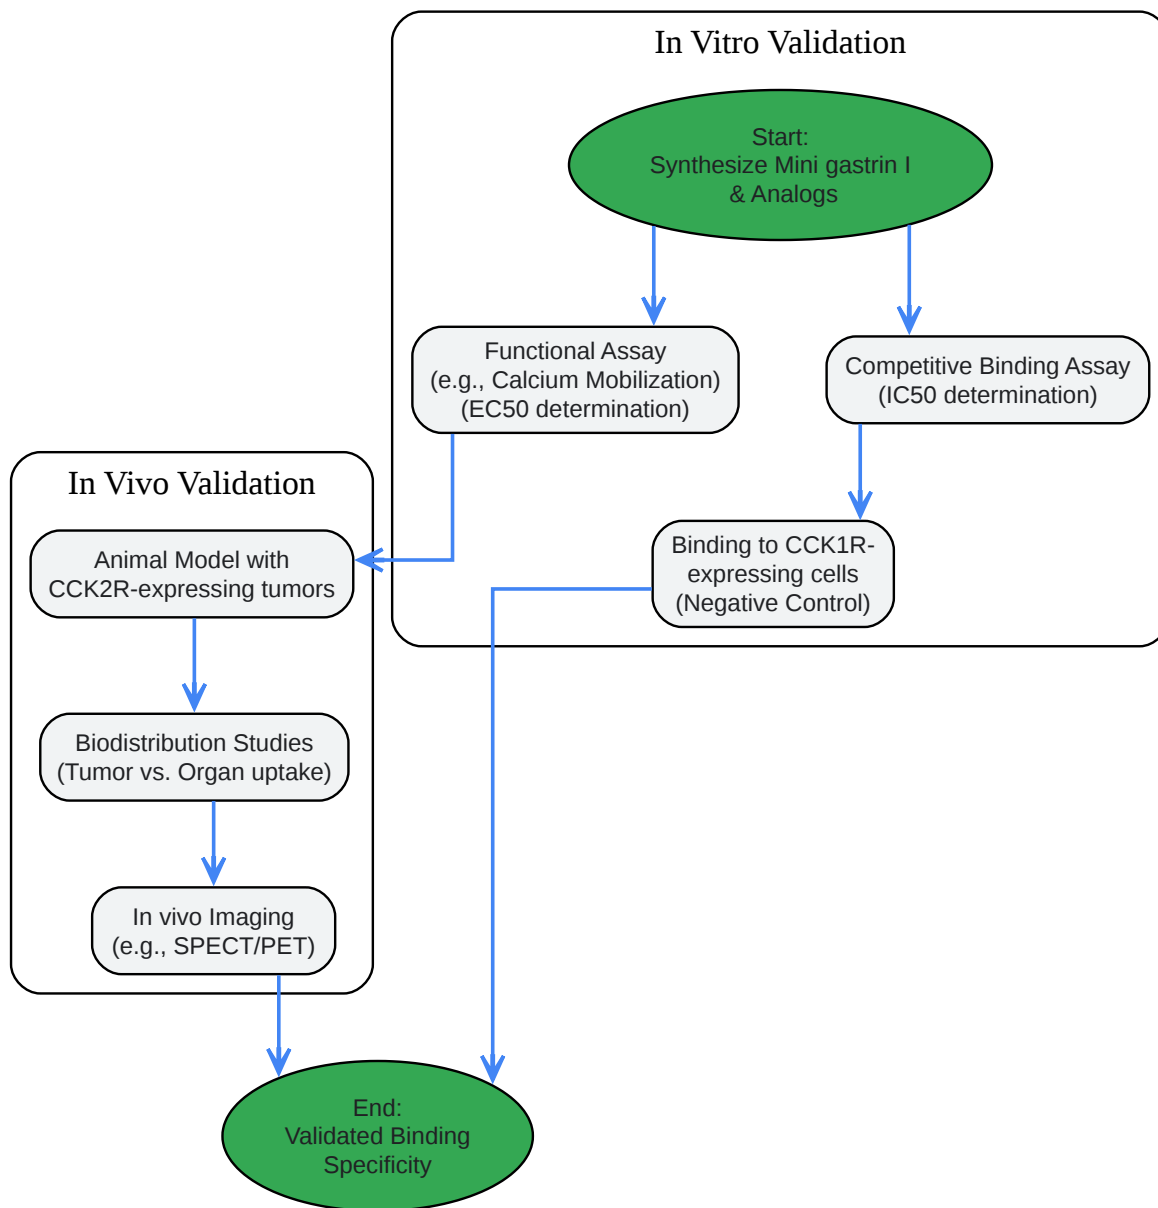 In Vitro Validation
Start:
Synthesize Mini gastrin I
& Analogs
Functional Assay
(e.g., Calcium Mobilization)
(EC50 determination)
Competitive Binding Assay
(IC50 determination)
In Vivo Validation
Animal Model with
CCK2R-expressing tumors
Binding to CCK1R-
expressing cells
(Negative Control)
Biodistribution Studies
(Tumor vs. Organ uptake)
In vivo Imaging
(e.g., SPECT/PET)
End:
Validated Binding
Specificity